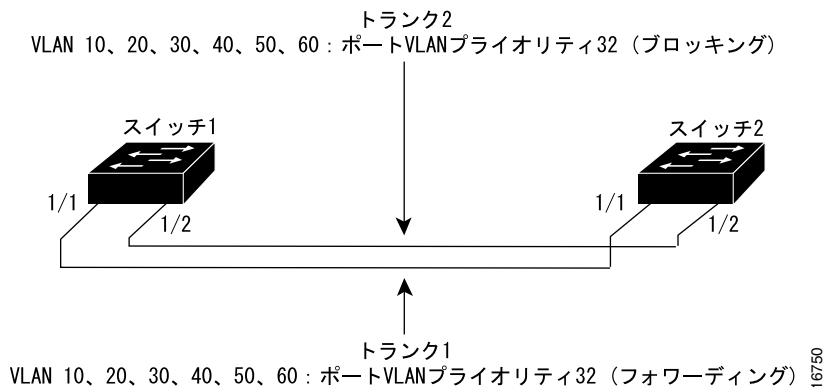 トランク2
VLAN 10、20、30、40、50、60：ポートVLANプライオリティ32（ブロッキング）
スイッチ1
スイッチ2
1/1
1/2
1/1
1/2
トランク1
VLAN 10、20、30、40、50、60：ポートVLANプライオリティ32（フォワーディング）
16750